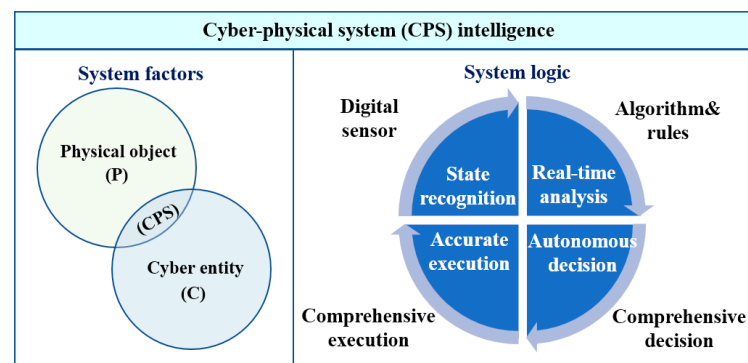 Cyber-physical system (CPS) intelligence
System factors
Physical object
(P)
(CPS)
Cyber entity
(C)
System logic
Digital
sensor
Algorithm&
rules
State
recognition
Real-time
analysis
Accurate
execution
Autonomous
decision
Comprehensive
execution
Comprehensive
decision